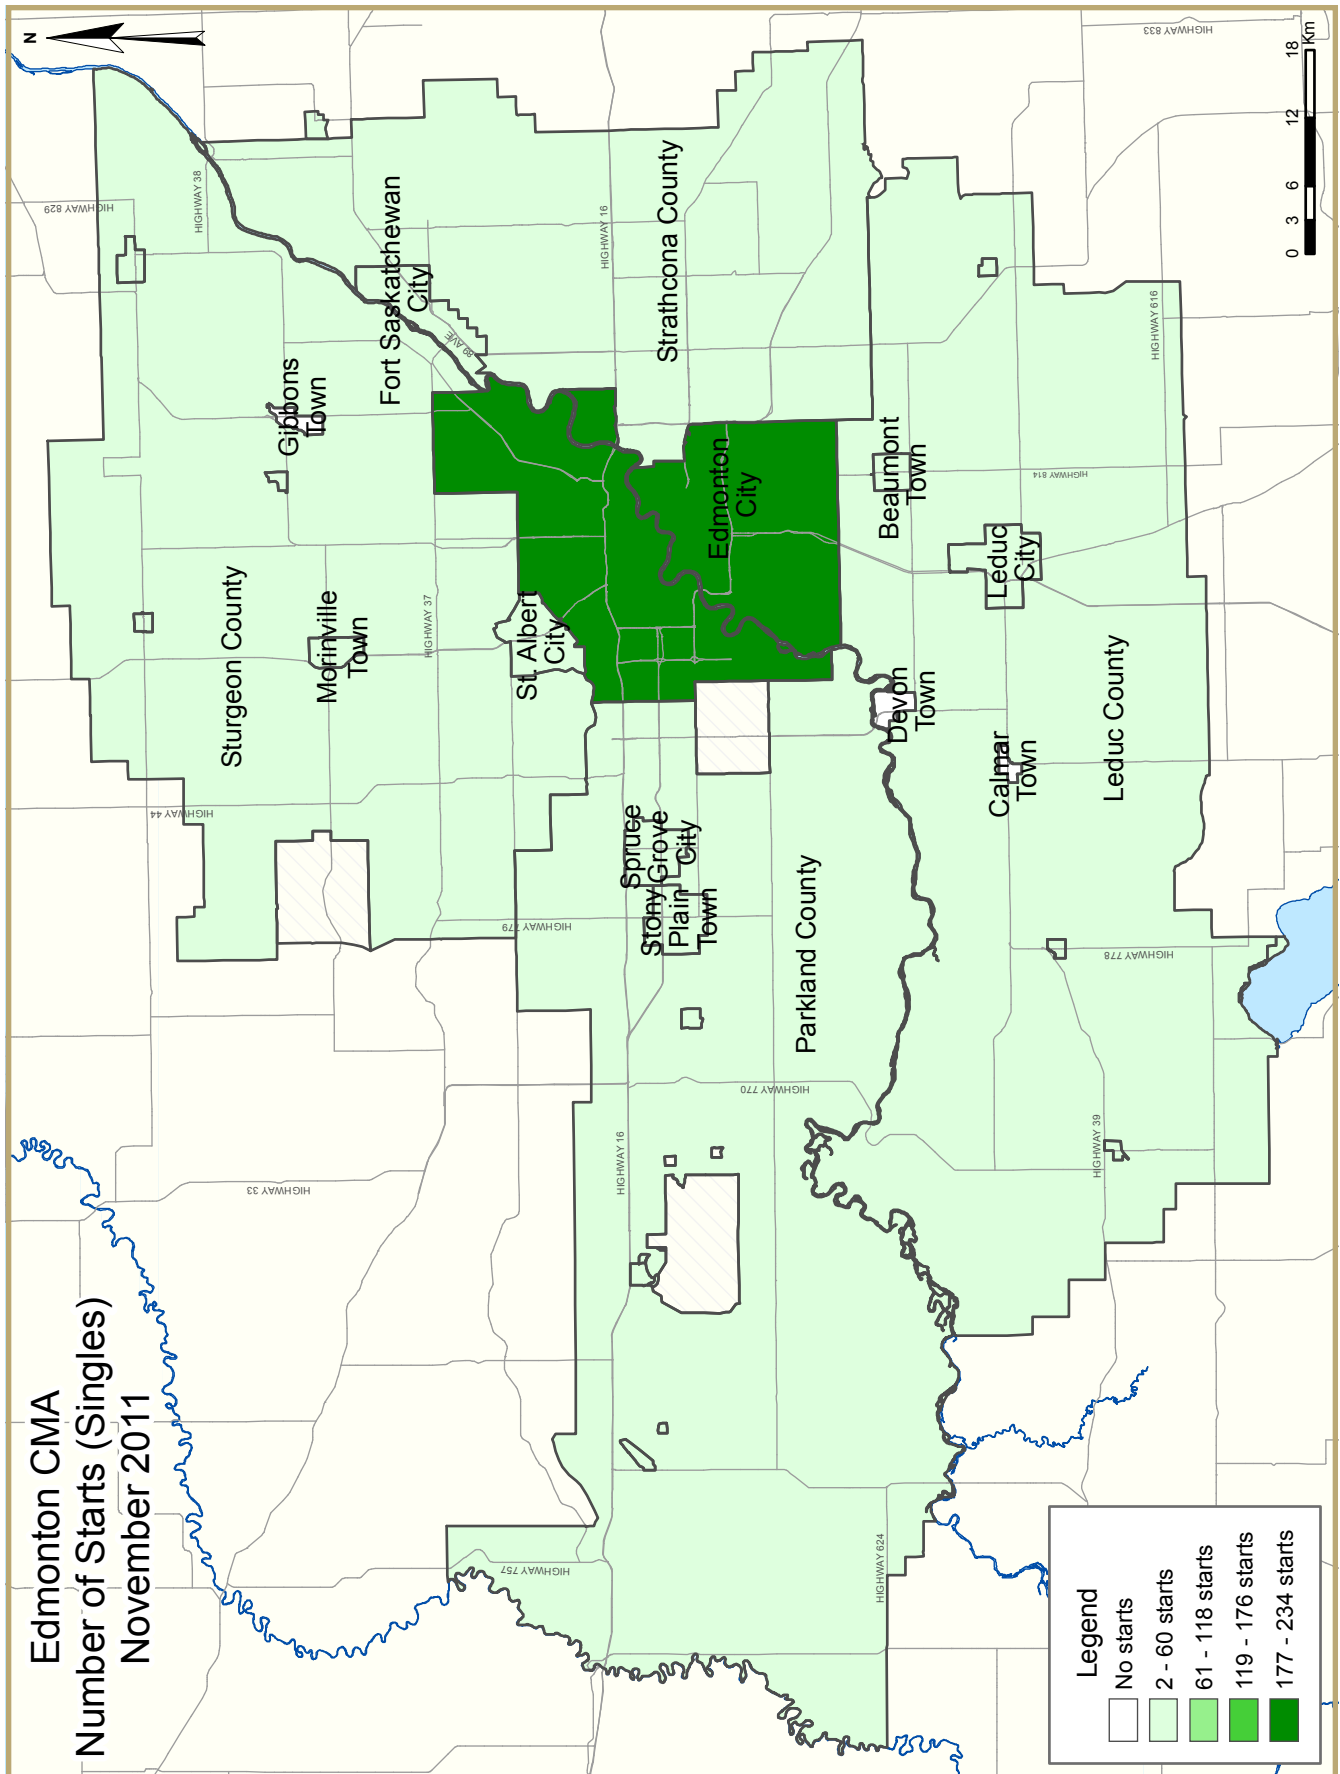 Edmonton CMA
Number of Starts (Singles)
November 2011
N
HIGHWAY 829
HIGHWAY 38
HIGHWAY 833
Fort Saskatchewan
City
89 AVE
Gibbons
Town
HIGHWAY 16
Strathcona County
Sturgeon County
Morinville
Town
HIGHWAY 37
St. Albert
City
Edmonton
City
Beaumont
Town
HIGHWAY 814
HIGHWAY 616
Leduc
City
HIGHWAY 44
HIGHWAY 779
Spruce
Grove
City
Stony
Plain
Town
Devon
Town
Calmar
Town
Leduc County
Parkland County
HIGHWAY 770
HIGHWAY 778
HIGHWAY 39
HIGHWAY 33
HIGHWAY 16
HIGHWAY 757
HIGHWAY 624
0 3 6 12 18
Km
Legend
No starts
2 - 60 starts
61 - 118 starts
119 - 176 starts
177 - 234 starts